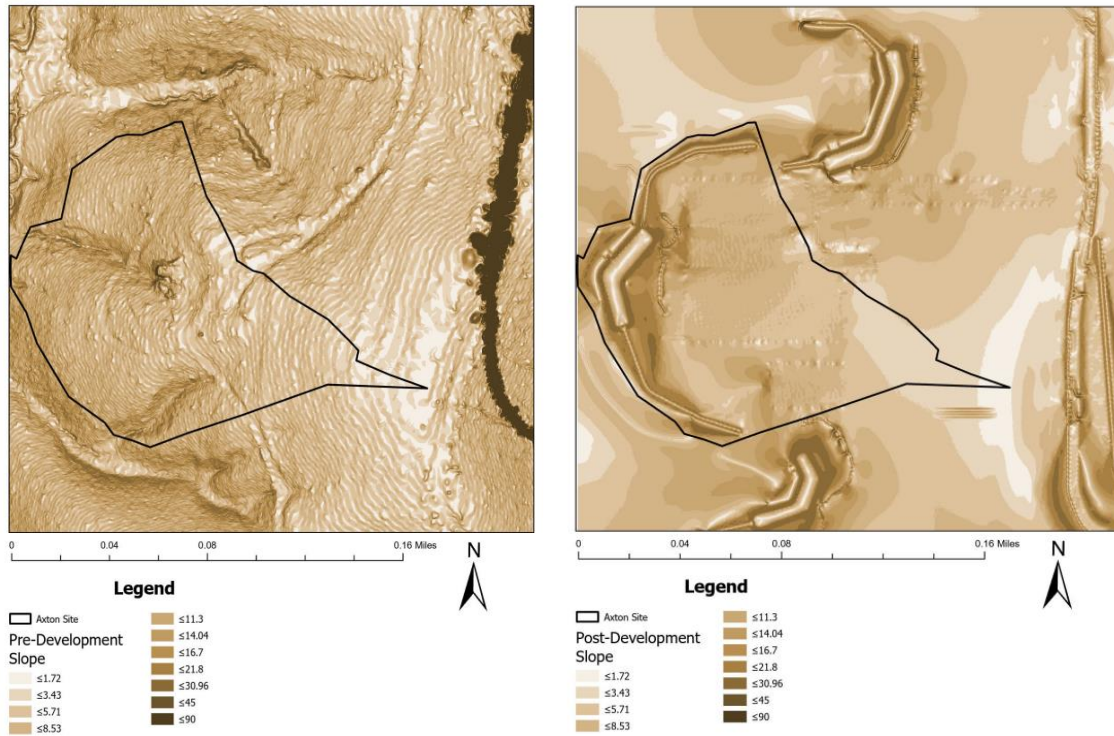 0 0.04 0.08 0.16 Miles
N
Legend
Axton Site
Pre-Development
Slope
≤1.72
≤3.43
≤5.71
≤8.53
≤11.3
≤14.04
≤16.7
≤21.8
≤30.96
≤45
≤90
0 0.04 0.08 0.16 Miles
N
Legend
Axton Site
Post-Development
Slope
≤1.72
≤3.43
≤5.71
≤8.53
≤11.3
≤14.04
≤16.7
≤21.8
≤30.96
≤45
≤90